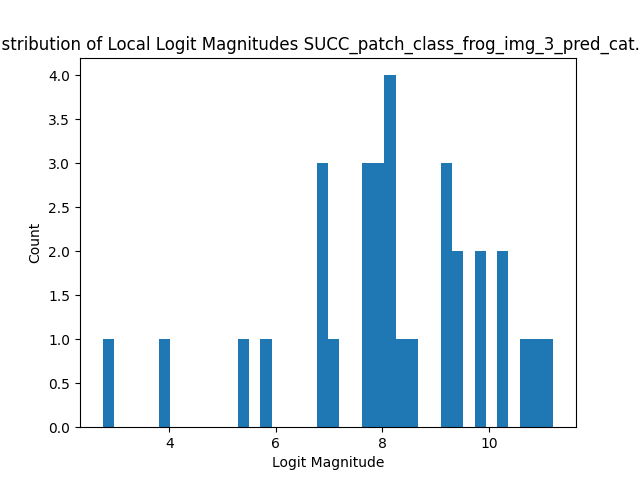 stribution of Local Logit Magnitudes SUCC_patch_class_frog_img_3_pred_cat.
4.0
3.5
3.0
2.5
2.0
1.5
1.0
0.5
0.0
Count
4 6 8 10
Logit Magnitude